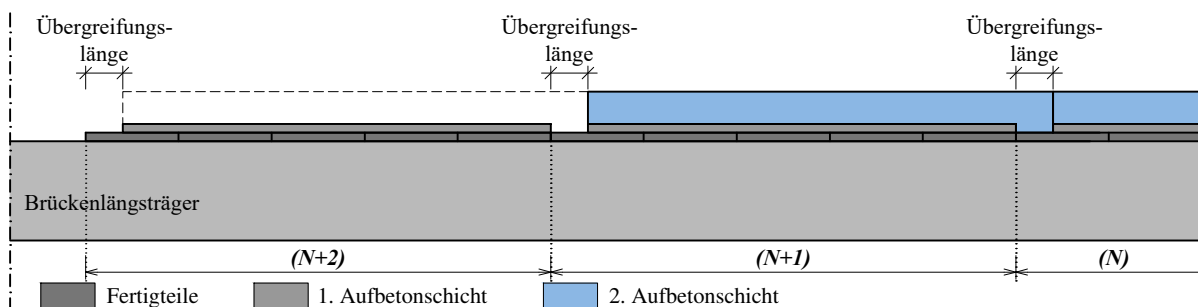 Übergreifungs-
länge
Übergreifungs-
länge
Übergreifungs-
länge
Brückenlängsträger
(N+2)
(N+1)
(N)
Fertigteile
1. Aufbetonschicht
2. Aufbetonschicht